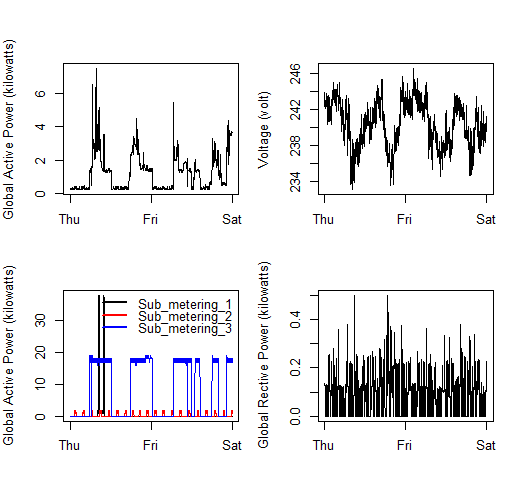 Global Active Power (kilowatts)
0 2 4 6
Thu Fri Sat
Voltage (volt)
234 238 242 246
Thu Fri Sat
Global Active Power (kilowatts)
0 10 20 30
Sub_metering_1
Sub_metering_2
Sub_metering_3
Thu Fri Sat
Global Rective Power (kilowatts)
0.0 0.2 0.4
Thu Fri Sat